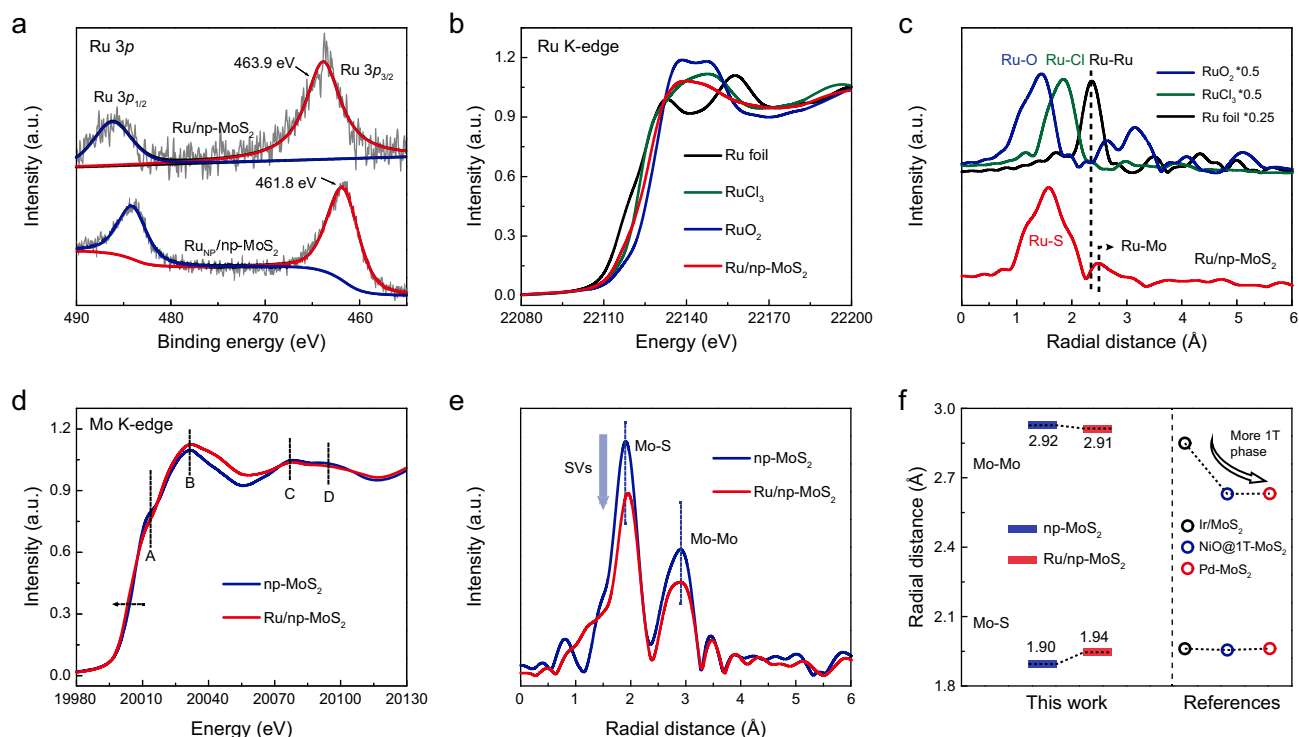 a
Ru 3p
463.9 eV
Ru 3p3/2
Ru 3p1/2
Ru/np-MoS2
461.8 eV
RuNP/np-MoS2
Intensity (a.u.)
490 480 470 460
Binding energy (eV)
b
Ru K-edge
Ru foil
RuCl3
RuO2
Ru/np-MoS2
Intensity (a.u.)
1.2
0.9
0.6
0.3
0.0
22080 22110 22140 22170 22200
Energy (eV)
c
Ru-O Ru-Cl Ru-Ru
RuO2 *0.5
RuCl3 *0.5
Ru foil *0.25
Ru-S
Ru-Mo
Ru/np-MoS2
Intensity (a.u.)
0 1 2 3 4 5 6
Radial distance (Å)
d
Mo K-edge
A
B
C
D
np-MoS2
Ru/np-MoS2
Intensity (a.u.)
1.2
0.9
0.6
0.3
0.0
19980 20010 20040 20070 20100 20130
Energy (eV)
e
SVs
Mo-S
Mo-Mo
np-MoS2
Ru/np-MoS2
Intensity (a.u.)
0 1 2 3 4 5 6
Radial distance (Å)
f
3.0
2.7
2.4
2.1
1.8
Radial distance (Å)
2.92
2.91
Mo-Mo
np-MoS2
Ru/np-MoS2
Mo-S
1.90
1.94
More 1T
phase
Ir/MoS2
NiO@1T-MoS2
Pd-MoS2
This work
References